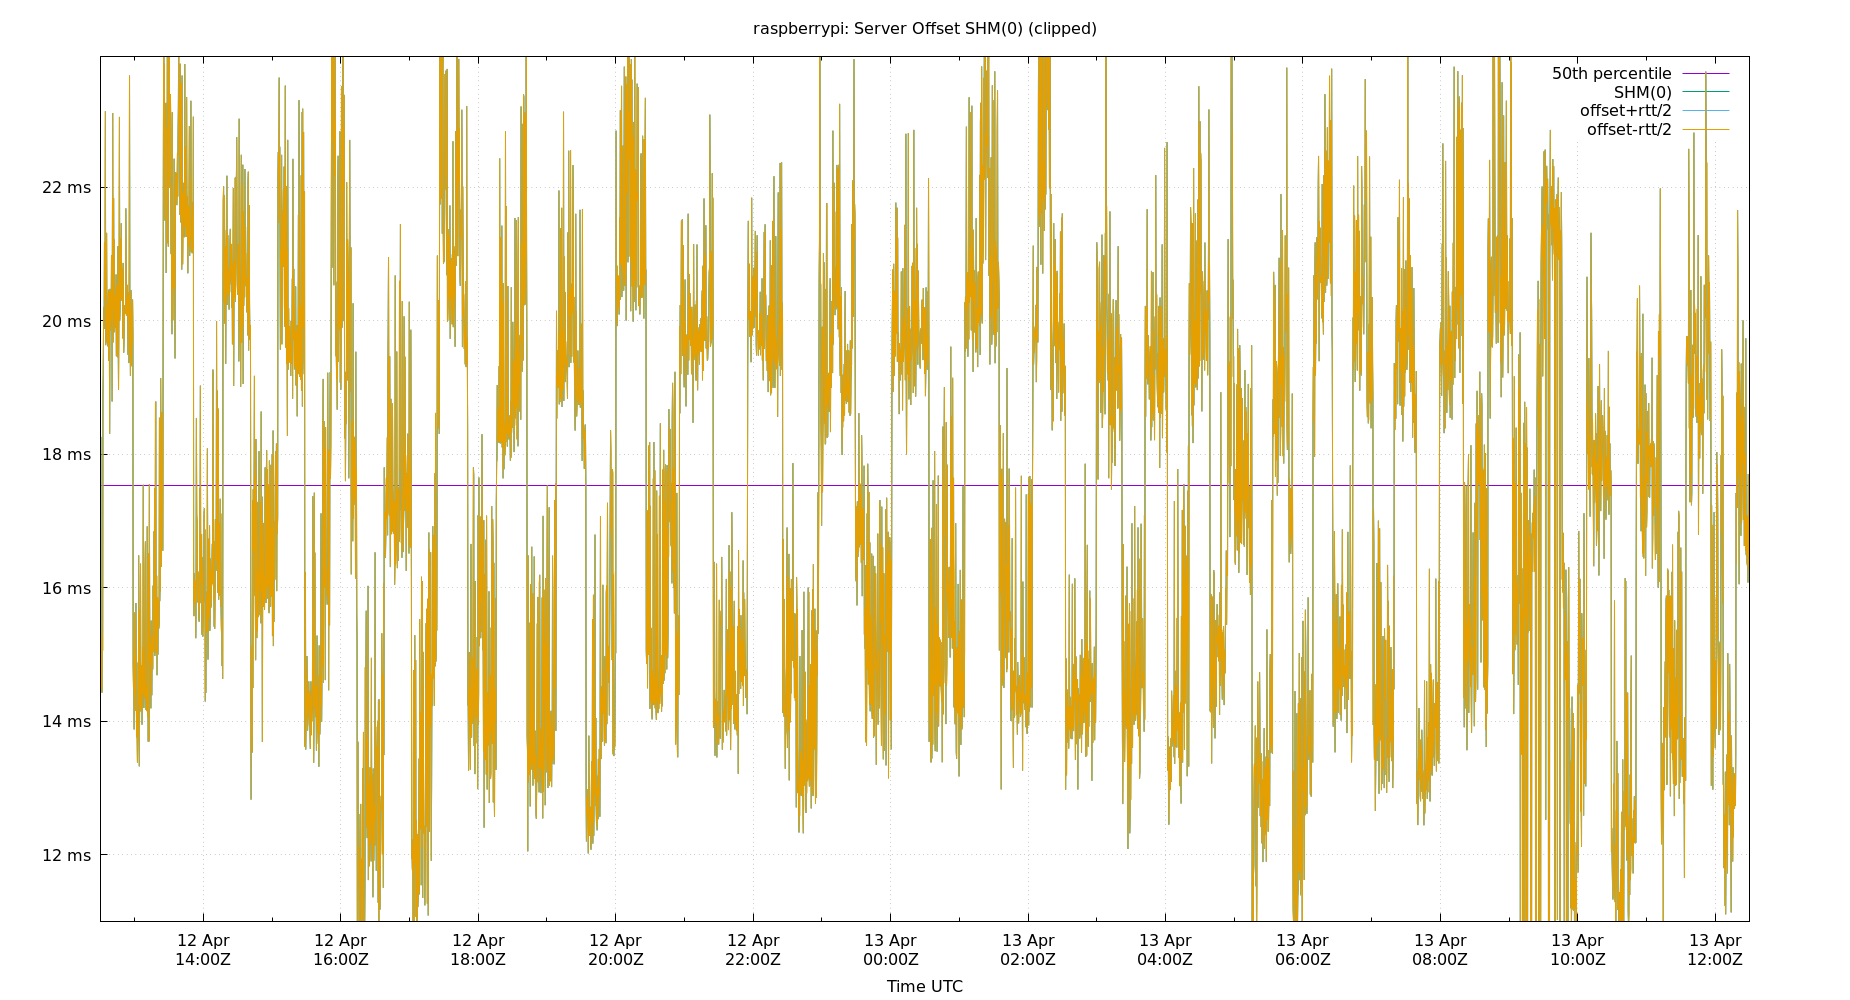 raspberrypi: Server Offset SHM(0) (clipped)
50th percentile
SHM(0)
offset+rtt/2
offset-rtt/2
22 ms
20 ms
18 ms
16 ms
14 ms
12 ms
12 Apr 12 Apr 12 Apr 12 Apr 12 Apr 13 Apr 13 Apr 13 Apr 13 Apr 13 Apr 13 Apr 13 Apr
14:00Z 16:00Z 18:00Z 20:00Z 22:00Z 00:00Z 02:00Z 04:00Z 06:00Z 08:00Z 10:00Z 12:00Z
Time UTC